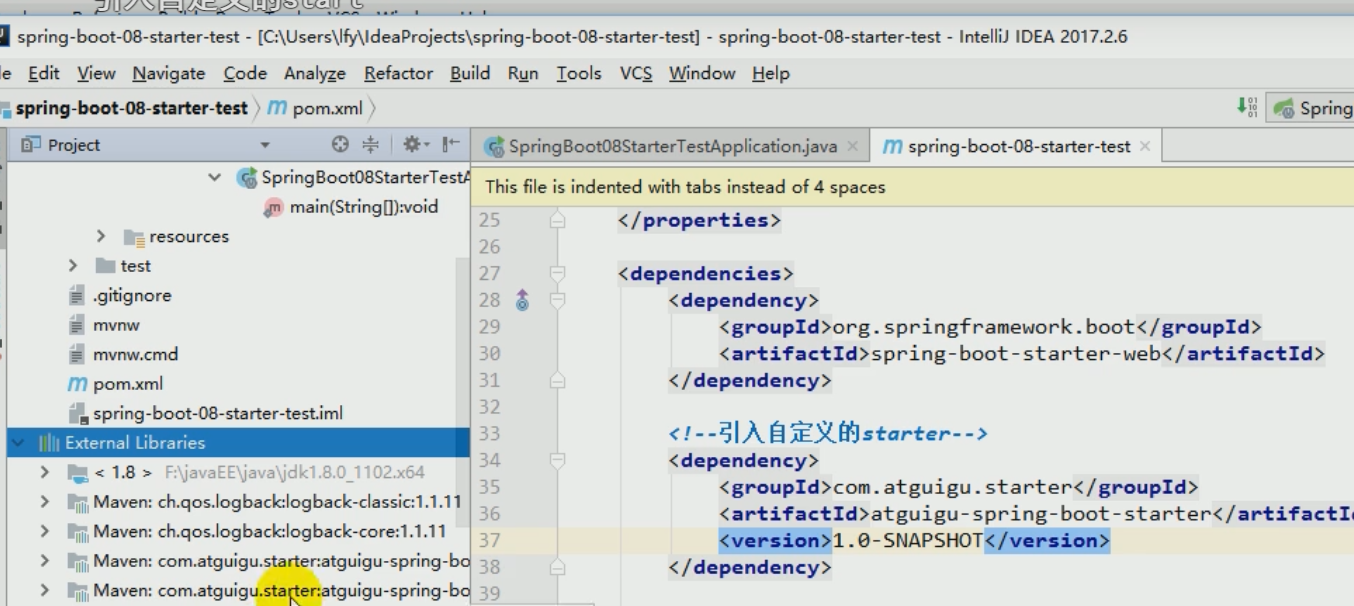 引入自定义的start
spring-boot-08-starter-test - [C:\Users\lfy\IdeaProjects\spring-boot-08-starter-test] - spring-boot-08-starter-test - IntelliJ IDEA 2017.2.6
Edit View Navigate Code Analyze Refactor Build Run Tools VCS Window Help
spring-boot-08-starter-test pom.xml Spring
Project
SpringBoot08StarterTestApplication.java spring-boot-08-starter-test
This file is indented with tabs instead of 4 spaces
SpringBoot08StarterTestA
main(String[]):void
resources
test
.gitignore
mvnw
mvnw.cmd
pom.xml
spring-boot-08-starter-test.iml
External Libraries
< 1.8 > F:\javaEE\java\jdk1.8.0_1102.x64
Maven: ch.qos.logback:logback-classic:1.1.11
Maven: ch.qos.logback:logback-core:1.1.11
Maven: com.atguigu.starter:atguigu-spring-bo
Maven: com.atguigu.starter:atguigu-spring-bo
25 </properties>
26
27 <dependencies>
28 <dependency>
29 <groupId>org.springframework.boot</groupId>
30 <artifactId>spring-boot-starter-web</artifactId>
31 </dependency>
32
33 <!--引入自定义的starter-->
34 <dependency>
35 <groupId>com.atguigu.starter</groupId>
36 <artifactId>atguigu-spring-boot-starter</artifactI
37 <version>1.0-SNAPSHOT</version>
38 </dependency>
39